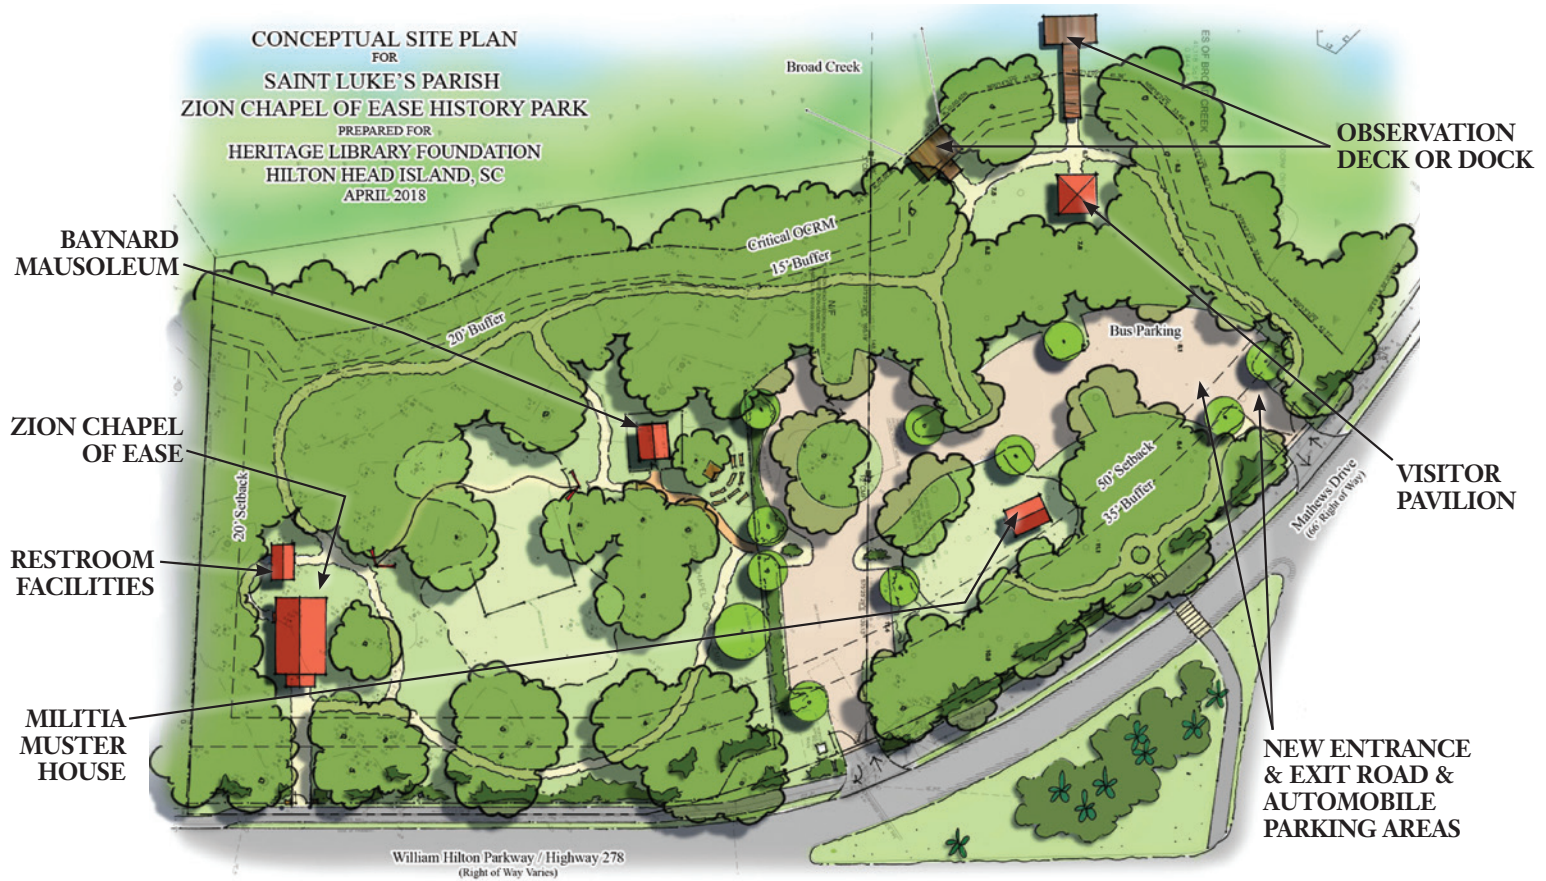 CONCEPTUAL SITE PLAN
FOR
SAINT LUKE'S PARISH
ZION CHAPEL OF EASE HISTORY PARK
PREPARED FOR
HERITAGE LIBRARY FOUNDATION
HILTON HEAD ISLAND, SC
APRIL 2018
Broad Creek
OBSERVATION
DECK OR DOCK
BAYNARD
MAUSOLEUM
Critical OCRM
15' Buffer
20' Buffer
Bus Parking
ZION CHAPEL
OF EASE
20' Setback
50' Setback
35' Buffer
VISITOR
PAVILION
Mathews Drive
(66' Right of Way)
RESTROOM
FACILITIES
MILITIA
MUSTER
HOUSE
NEW ENTRANCE
& EXIT ROAD &
AUTOMOBILE
PARKING AREAS
William Hilton Parkway / Highway 278
(Right of Way Varies)